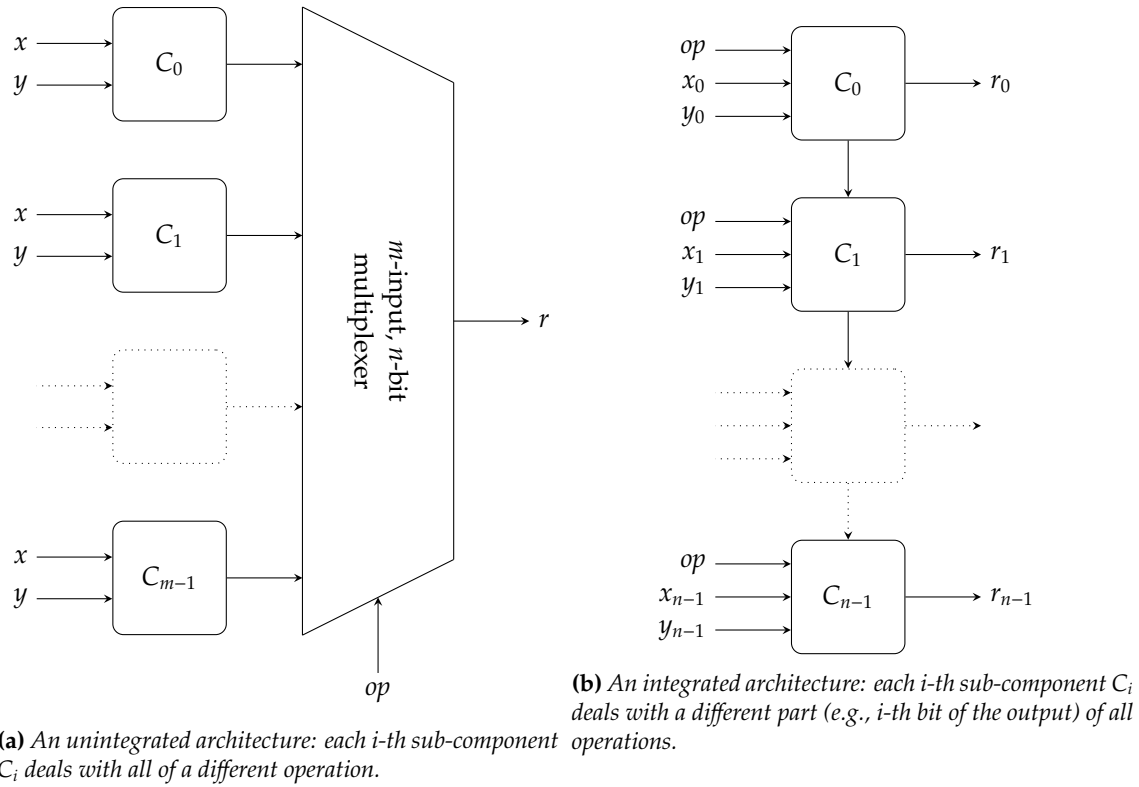 x
y
C₀
x
y
C₁
m-input, n-bit
multiplexer
r
x
y
Cₘ₋₁
op
(a) An unintegrated architecture: each i-th sub-component
Cᵢ deals with all of a different operation.
op
x₀
y₀
C₀
r₀
op
x₁
y₁
C₁
r₁
op
xₙ₋₁
yₙ₋₁
Cₙ₋₁
rₙ₋₁
(b) An integrated architecture: each i-th sub-component Cᵢ
deals with a different part (e.g., i-th bit of the output) of all
operations.